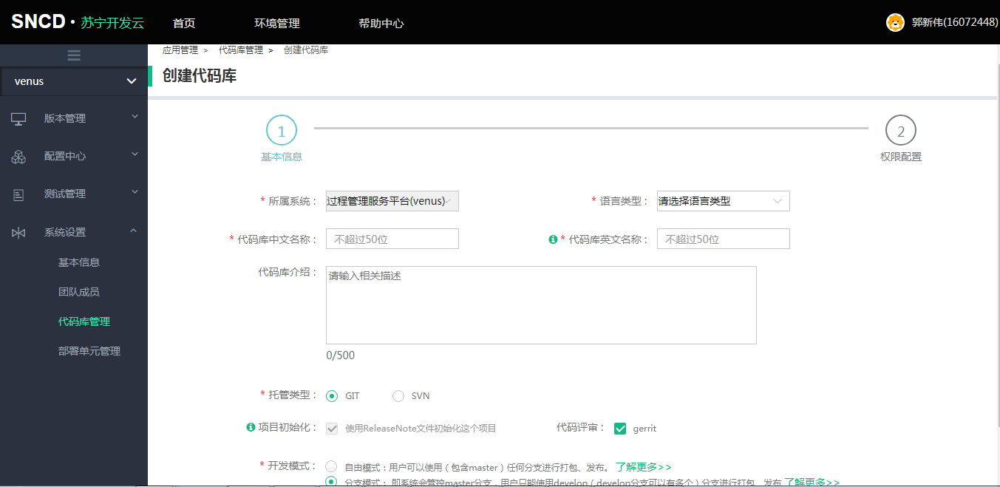 SNCD · 苏宁开发云 首页 环境管理 帮助中心 郭新伟(16072448)
应用管理 > 代码库管理 > 创建代码库
venus
创建代码库
版本管理
配置中心
测试管理
系统设置
基本信息
团队成员
代码库管理
部署单元管理
1 2
基本信息 权限配置
* 所属系统： 过程管理服务平台(venus) * 语言类型： 请选择语言类型
* 代码库中文名称： 不超过50位 * 代码库英文名称： 不超过50位
代码库介绍： 请输入相关描述
0/500
* 托管类型： GIT SVN
项目初始化： 使用ReleaseNote文件初始化这个项目 代码评审： gerrit
* 开发模式： 自由模式：用户可以使用（包含master）任何分支进行打包、发布。 了解更多>>
分支模式： 即系统会管控master分支，用户只能使用develop（develop分支可以有多个）分支进行打包、发布 了解更多>>